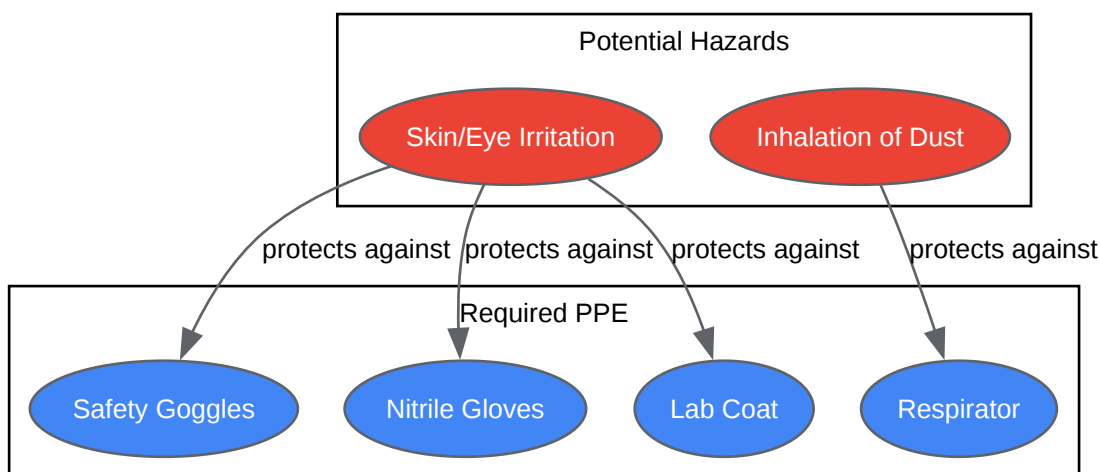 Potential Hazards
Skin/Eye Irritation
Inhalation of Dust
protects against
protects against
protects against
protects against
Required PPE
Safety Goggles
Nitrile Gloves
Lab Coat
Respirator